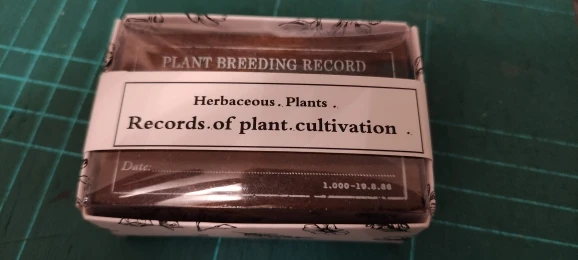 PLANT BREEDING RECORD
Herbaceous. Plants .
Records.of plant.cultivation .
Date:
1.000-19.8.86